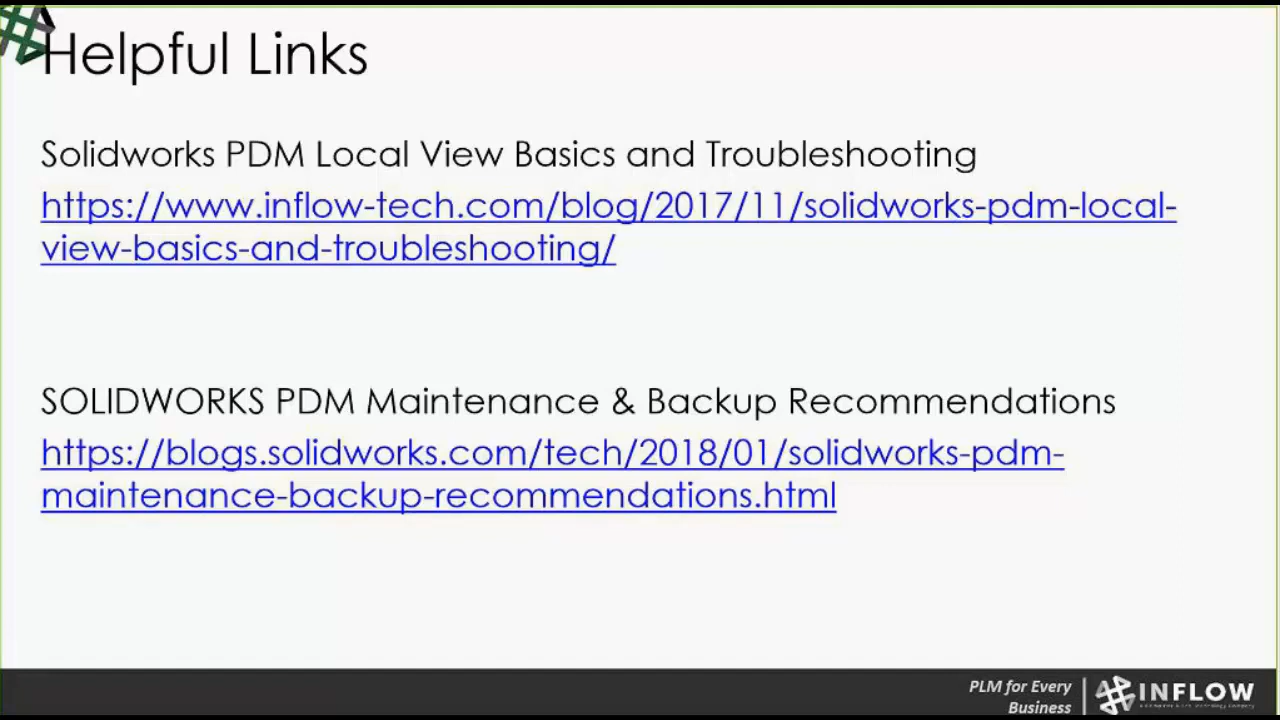 Helpful Links
Solidworks PDM Local View Basics and Troubleshooting
https://www.inflow-tech.com/blog/2017/11/solidworks-pdm-local-
view-basics-and-troubleshooting/
SOLIDWORKS PDM Maintenance & Backup Recommendations
https://blogs.solidworks.com/tech/2018/01/solidworks-pdm-
maintenance-backup-recommendations.html
PLM for Every
Business
INFLOW